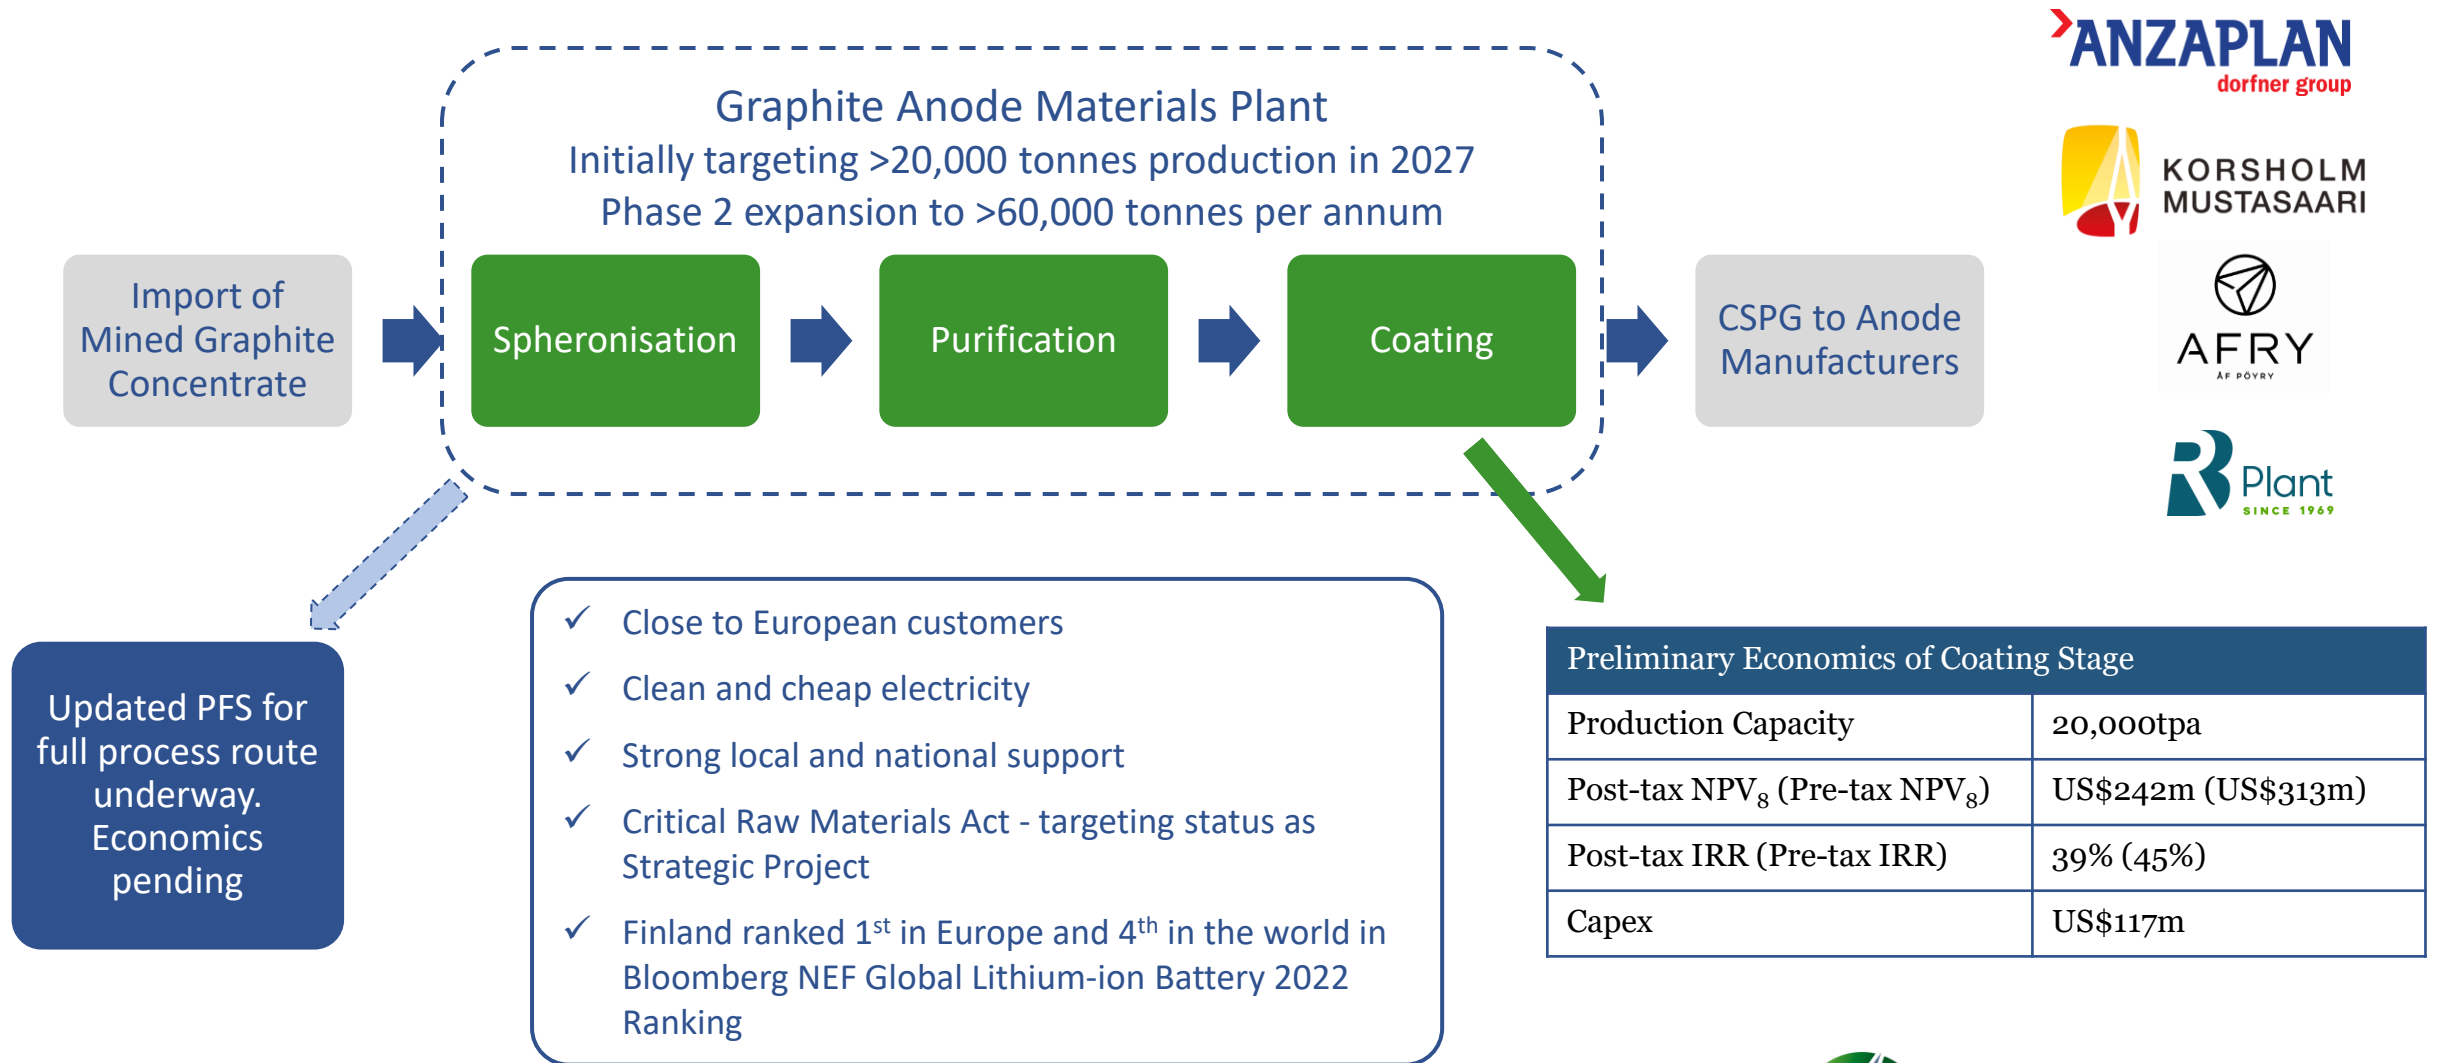 ANZAPLAN
dorfner group
KORSHOLM
MUSTASAARI
AFRY
ÅF PÖYRY
RB Plant
SINCE 1969
Graphite Anode Materials Plant
Initially targeting >20,000 tonnes production in 2027
Phase 2 expansion to >60,000 tonnes per annum
Import of
Mined Graphite
Concentrate
Spheronisation
Purification
Coating
CSPG to Anode
Manufacturers
Updated PFS for
full process route
underway.
Economics
pending
✓ Close to European customers
✓ Clean and cheap electricity
✓ Strong local and national support
✓ Critical Raw Materials Act - targeting status as
Strategic Project
✓ Finland ranked 1st in Europe and 4th in the world in
Bloomberg NEF Global Lithium-ion Battery 2022
Ranking
Preliminary Economics of Coating Stage
Production Capacity 20,000tpa
Post-tax NPV₈ (Pre-tax NPV₈) US$242m (US$313m)
Post-tax IRR (Pre-tax IRR) 39% (45%)
Capex US$117m